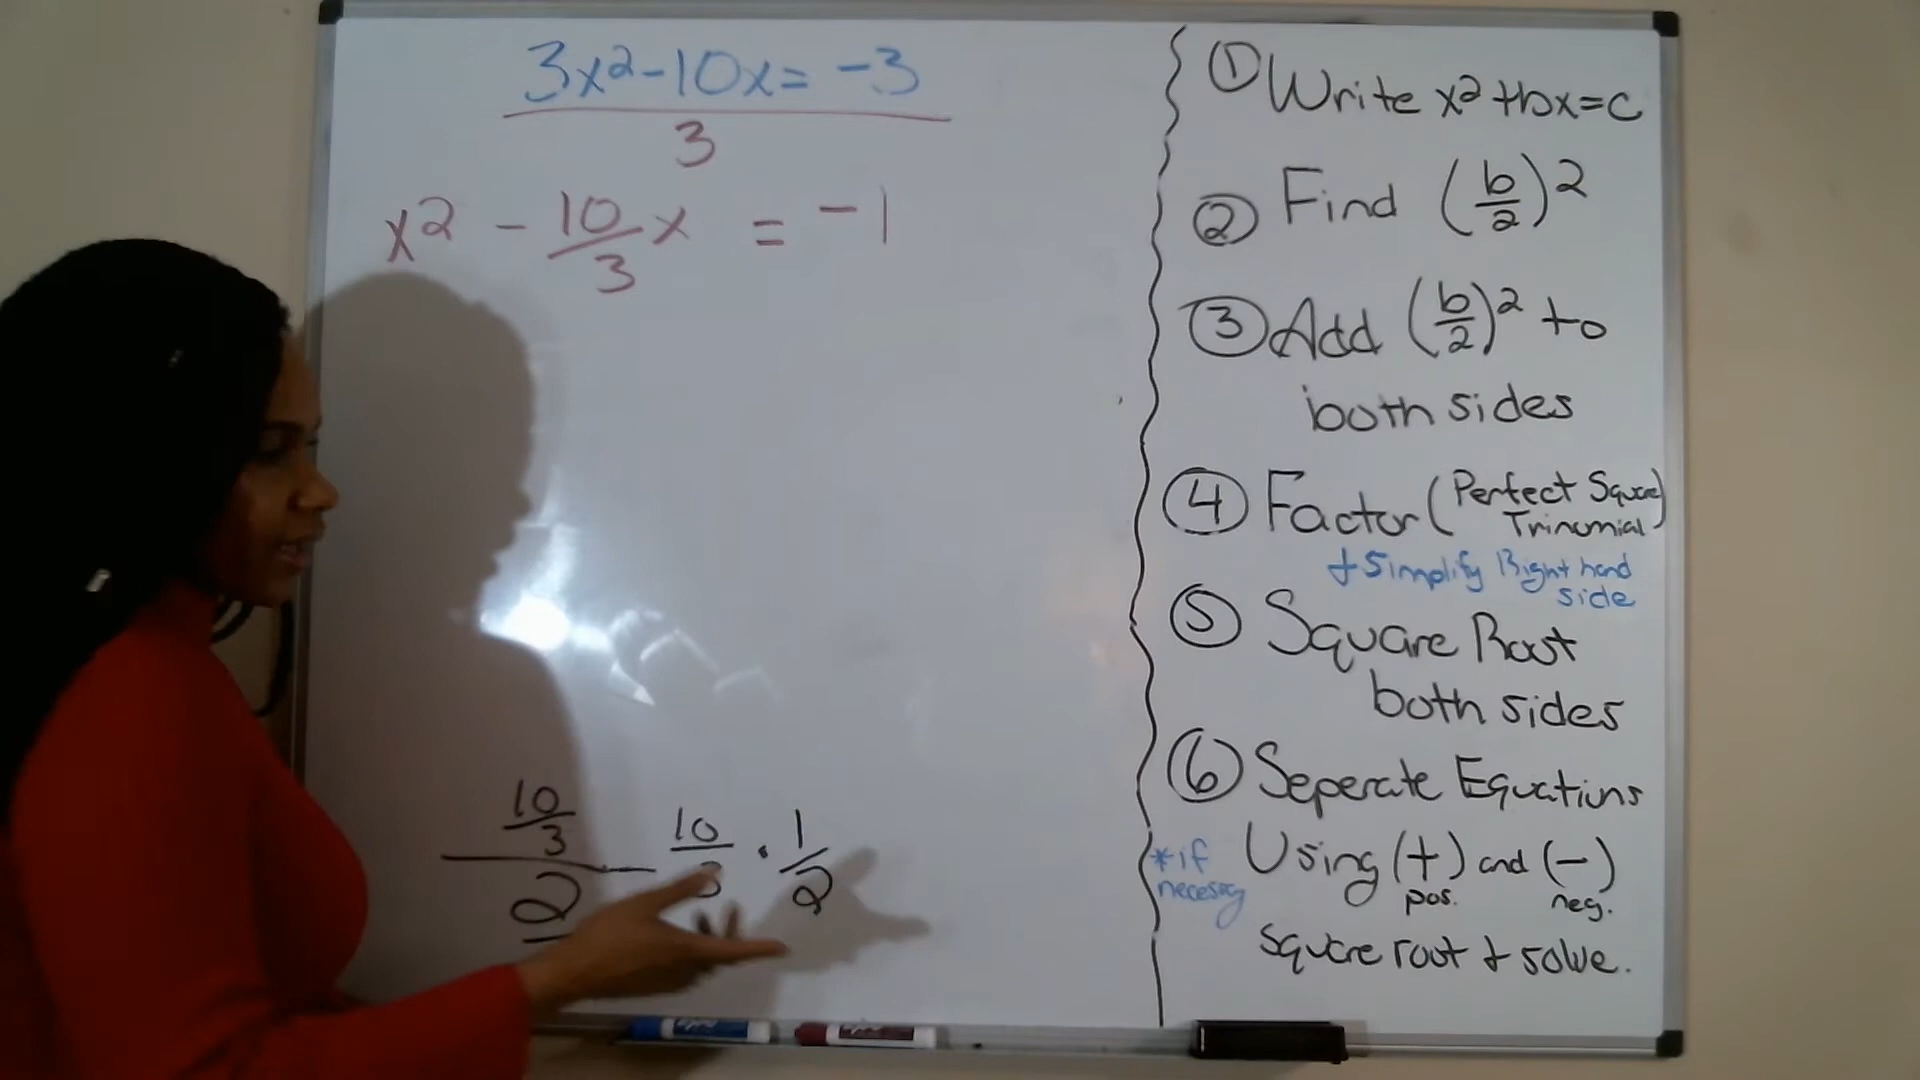 3x²-10x= -3
3
x² - 10/3 x = -1
10/3
2
1
10/3 · 1/2
① Write x²+bx=c
② Find (b/2)²
③ Add (b/2)² to
both sides
④ Factor (Perfect Square
Trinomial)
+ Simplify Right hand
side
⑤ Square Root
both sides
⑥ Seperate Equations
*if necessary
Using (+) and (-)
pos. neg.
square root + solve.